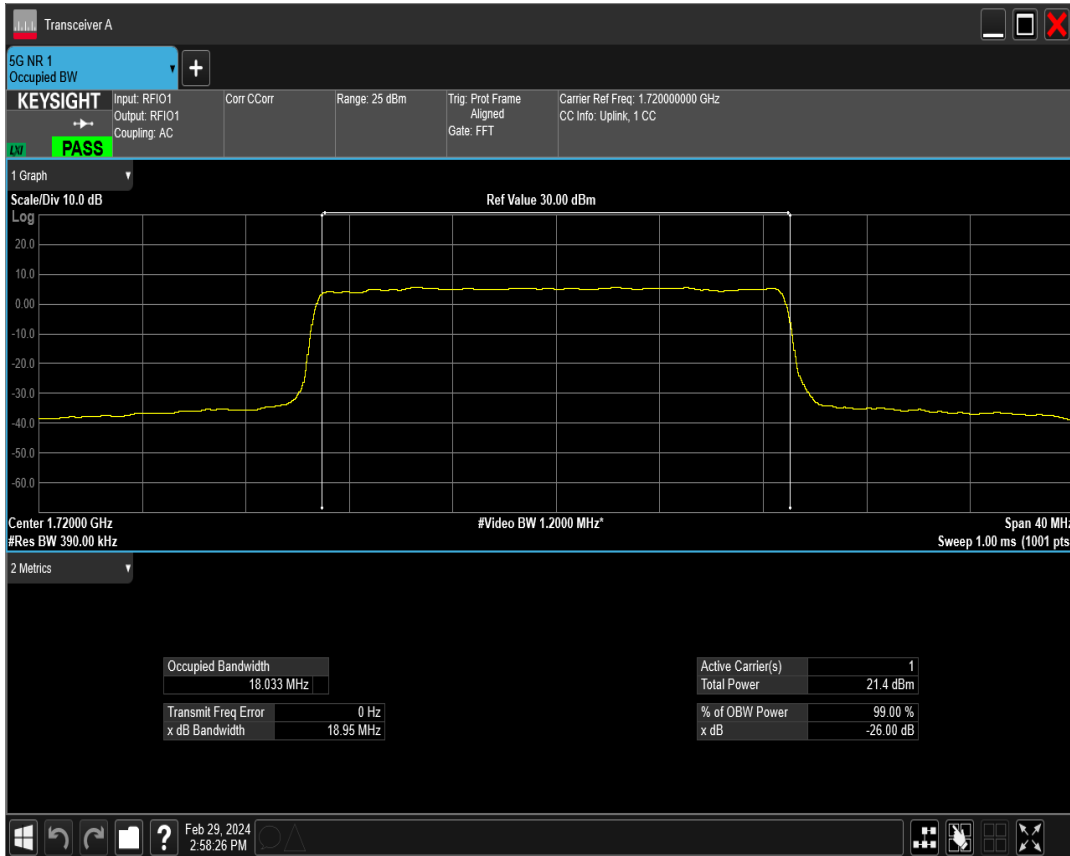 Transceiver A
5G NR 1
Occupied BW
KEYSIGHT
LXI
PASS
Input: RFIO1
Output: RFIO1
Coupling: AC
Corr CCorr
Range: 25 dBm
Trig: Prot Frame
Aligned
Gate: FFT
Carrier Ref Freq: 1.720000000 GHz
CC Info: Uplink, 1 CC
1 Graph
Scale/Div 10.0 dB
Ref Value 30.00 dBm
Log
20.0
10.0
0.00
-10.0
-20.0
-30.0
-40.0
-50.0
-60.0
Center 1.72000 GHz
#Video BW 1.2000 MHz*
Span 40 MHz
#Res BW 390.00 kHz
Sweep 1.00 ms (1001 pts
2 Metrics
Occupied Bandwidth
18.033 MHz
Transmit Freq Error 0 Hz
x dB Bandwidth 18.95 MHz
Active Carrier(s) 1
Total Power 21.4 dBm
% of OBW Power 99.00 %
x dB -26.00 dB
?
Feb 29, 2024
2:58:26 PM